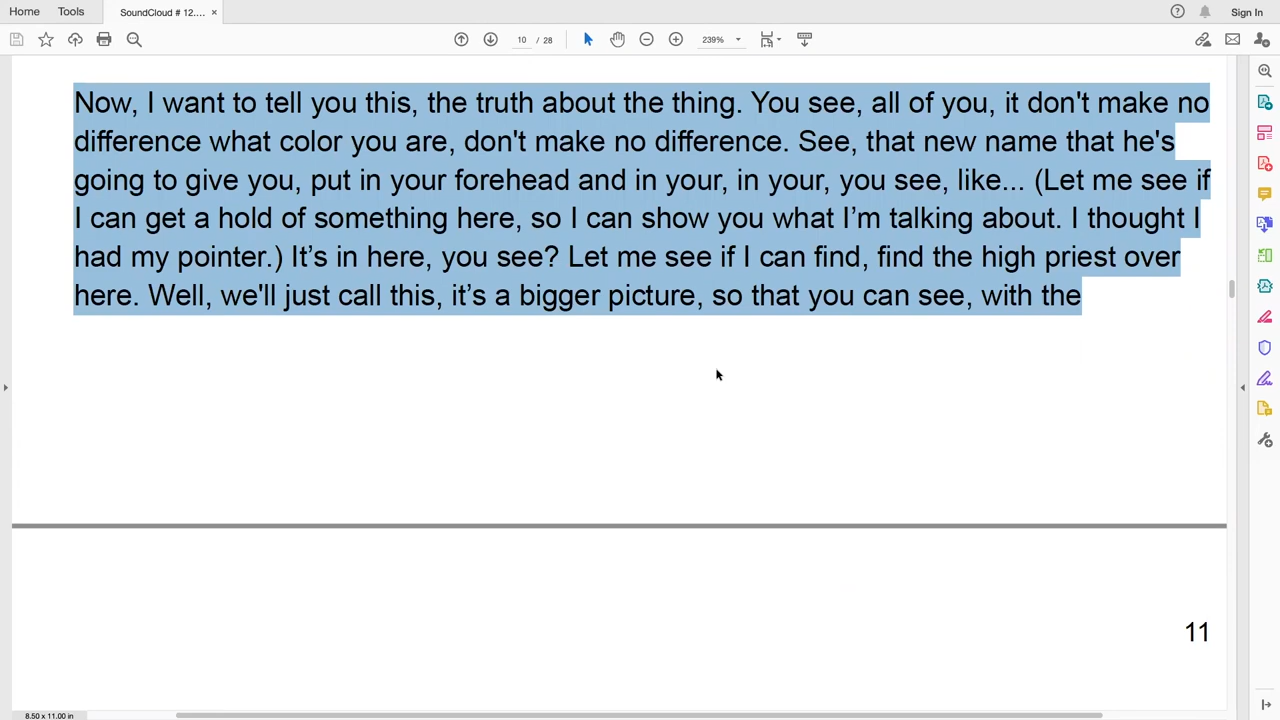 Home Tools SoundCloud # 12.... × Sign In
10 / 28 239%
Now, I want to tell you this, the truth about the thing. You see, all of you, it don't make no
difference what color you are, don't make no difference. See, that new name that he's
going to give you, put in your forehead and in your, in your, you see, like... (Let me see if
I can get a hold of something here, so I can show you what I’m talking about. I thought I
had my pointer.) It’s in here, you see? Let me see if I can find, find the high priest over
here. Well, we'll just call this, it’s a bigger picture, so that you can see, with the
11
8.50 x 11.00 in